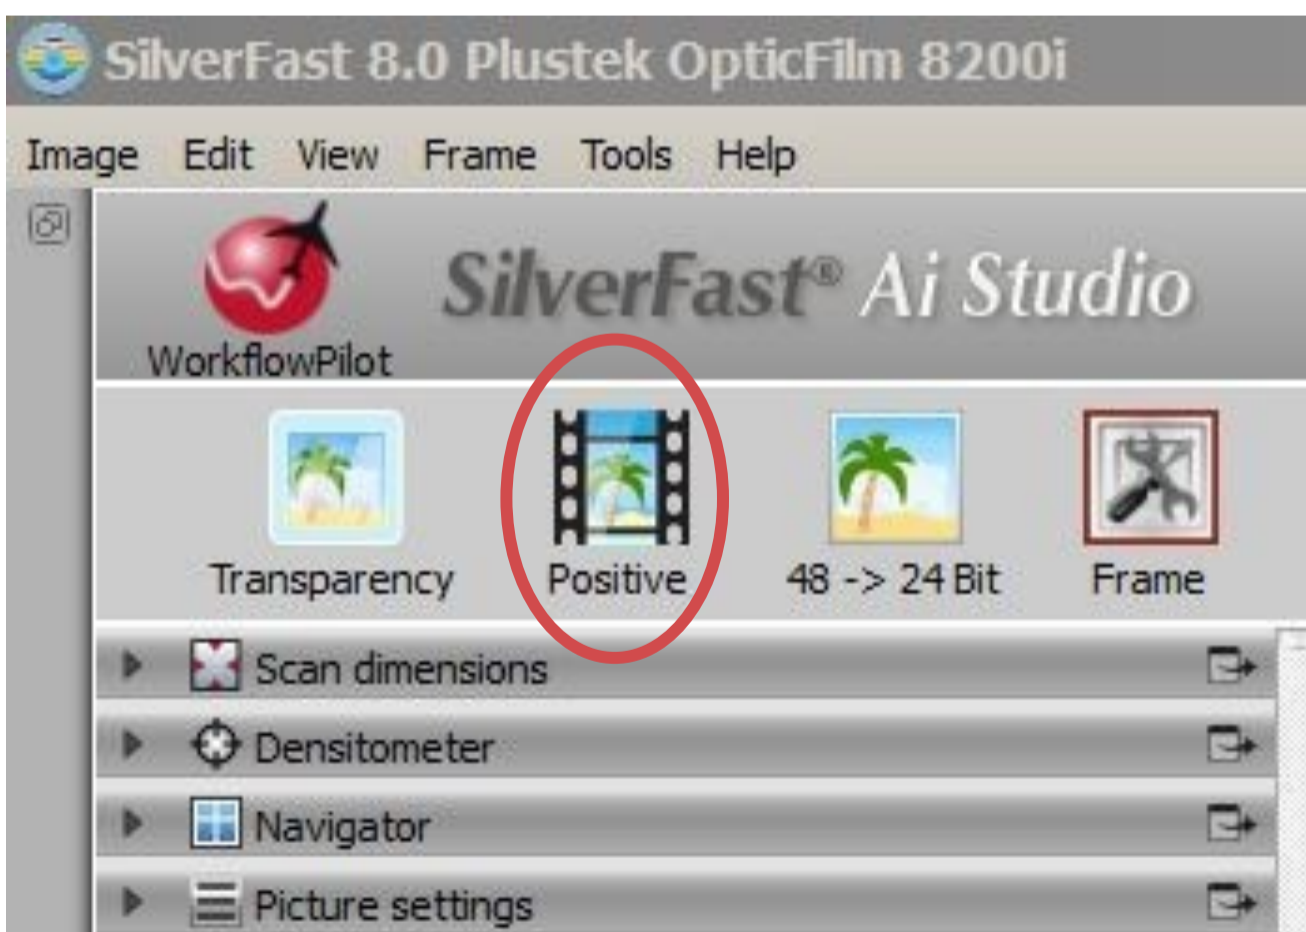 SilverFast 8.0 Plustek OpticFilm 8200i
Image Edit View Frame Tools Help
SilverFast® Ai Studio
WorkflowPilot
Transparency Positive 48 -> 24 Bit Frame
Scan dimensions
Densitometer
Navigator
Picture settings